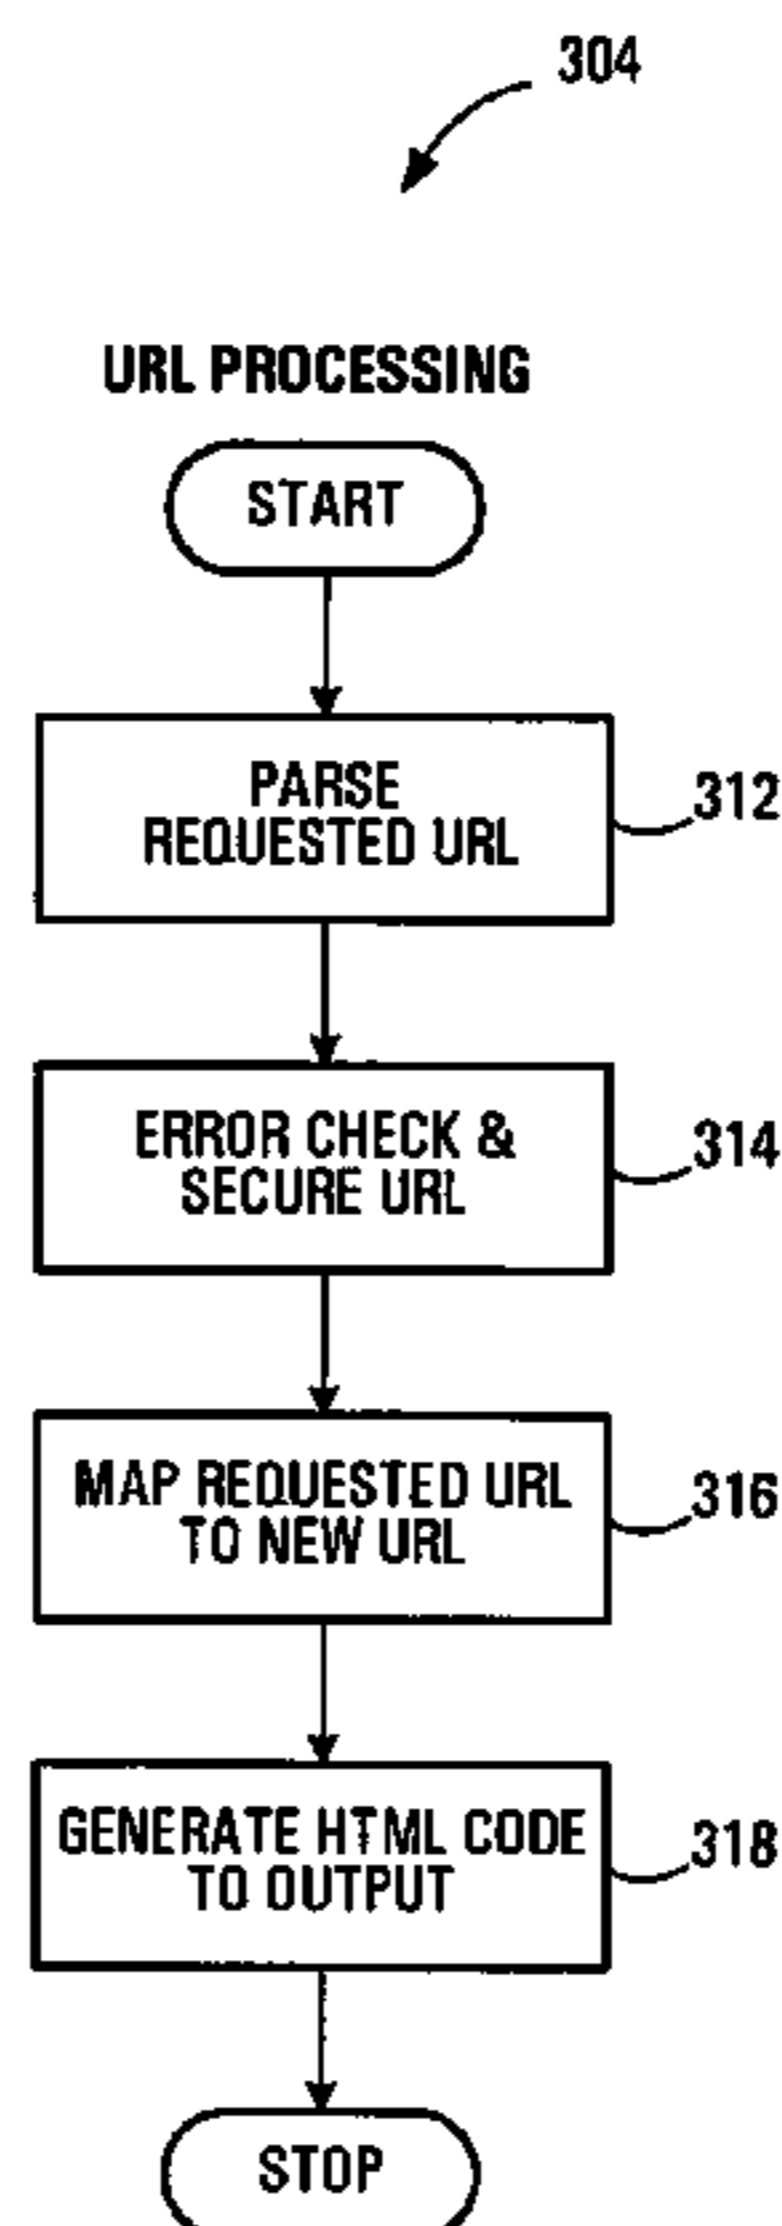 304
URL PROCESSING
START
PARSE
REQUESTED URL
312
ERROR CHECK &
SECURE URL
314
MAP REQUESTED URL
TO NEW URL
316
GENERATE HTML CODE
TO OUTPUT
318
STOP